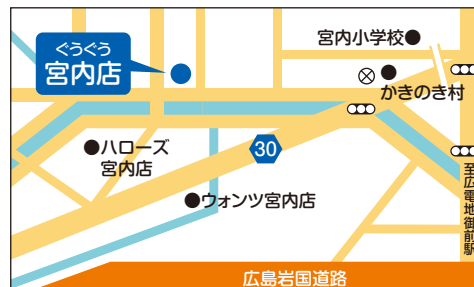 宮内小学校
ぐうぐう
宮内店
かきのき村
ハローズ
宮内店
30
ウォンツ宮内店
至広電地御前駅
広島岩国道路